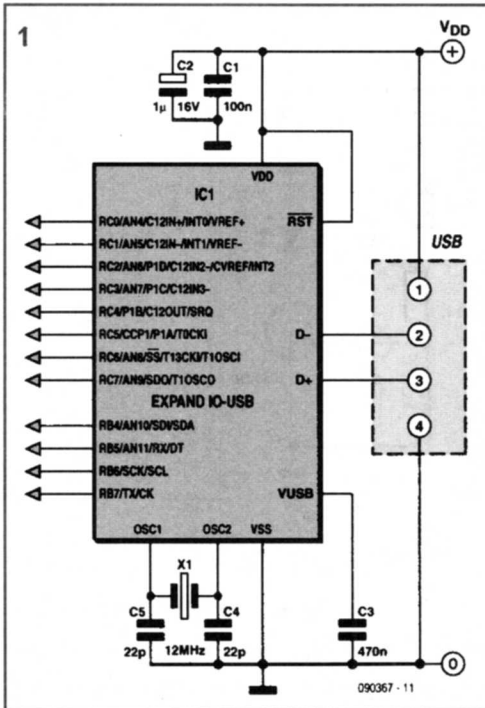 1
VDD
+
C2
C1
1µ 16V
100n
VDD
IC1
RC0/AN4/C12IN+/INT0/VREF+
RST
RC1/AN5/C12IN-/INT1/VREF-
USB
RC2/AN6/P1D/C12IN2-/CVREF/INT2
RC3/AN7/P1C/C12IN3-
1
RC4/P1B/C12OUT/SRQ
RC5/CCP1/P1A/T0CKI
D-
2
RC6/AN8/SS/T13CKI/T1OSCI
RC7/AN9/SDO/T1OSCO
D+
3
EXPAND IO-USB
RB4/AN10/SDI/SDA
4
RB5/AN11/RX/DT
RB6/SCK/SCL
RB7/TX/CK
VUSB
OSC1
OSC2
VSS
X1
C5
C4
C3
22p
12MHz
22p
470n
0
090367 - 11